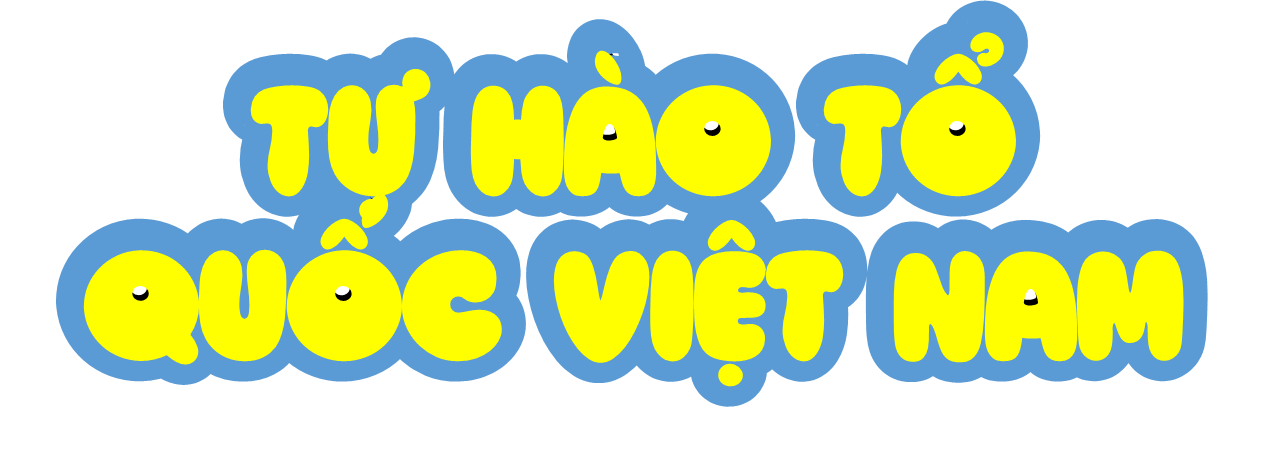 TỰ HÀO TỔ
QUỐC VIỆT NAM